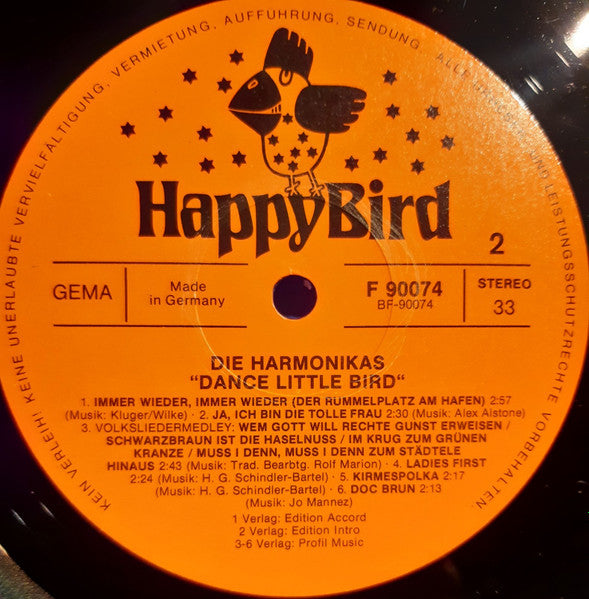 KEIN VERLEIH! KEINE UNERLAUBTE VERVIELFÄLTIGUNG, VERMIETUNG, AUFFÜHRUNG, SENDUNG. ALLE UND LEISTUNGSSCHUTZRECHTE VORBEHALTEN.
HappyBird
2
GEMA
Made
in Germany
F 90074
BF-90074
STEREO
33
DIE HARMONIKAS
"DANCE LITTLE BIRD"
1. IMMER WIEDER, IMMER WIEDER (DER RUMMELPLATZ AM HAFEN) 2:57
(Musik: Kluger/Wilke) · 2. JA, ICH BIN DIE TOLLE FRAU 2:30 (Musik: Alex Alstone)
3. VOLKSLIEDERMEDLEY: WEM GOTT WILL RECHTE GUNST ERWEISEN /
SCHWARZBRAUN IST DIE HASELNUSS / IM KRUG ZUM GRÜNEN
KRANZE / MUSS I DENN, MUSS I DENN ZUM STÄDTELE
HINAUS 2:43 (Musik: Trad. Bearbtg. Rolf Marion) · 4. LADIES FIRST
2:24 (Musik: H. G. Schindler-Bartel) · 5. KIRMESPOLKA 2:17
(Musik: H. G. Schindler-Bartel) · 6. DOC BRUN 2:13
(Musik: Jo Mannez)
1 Verlag: Edition Accord
2 Verlag: Edition Intro
3-6 Verlag: Profil Music